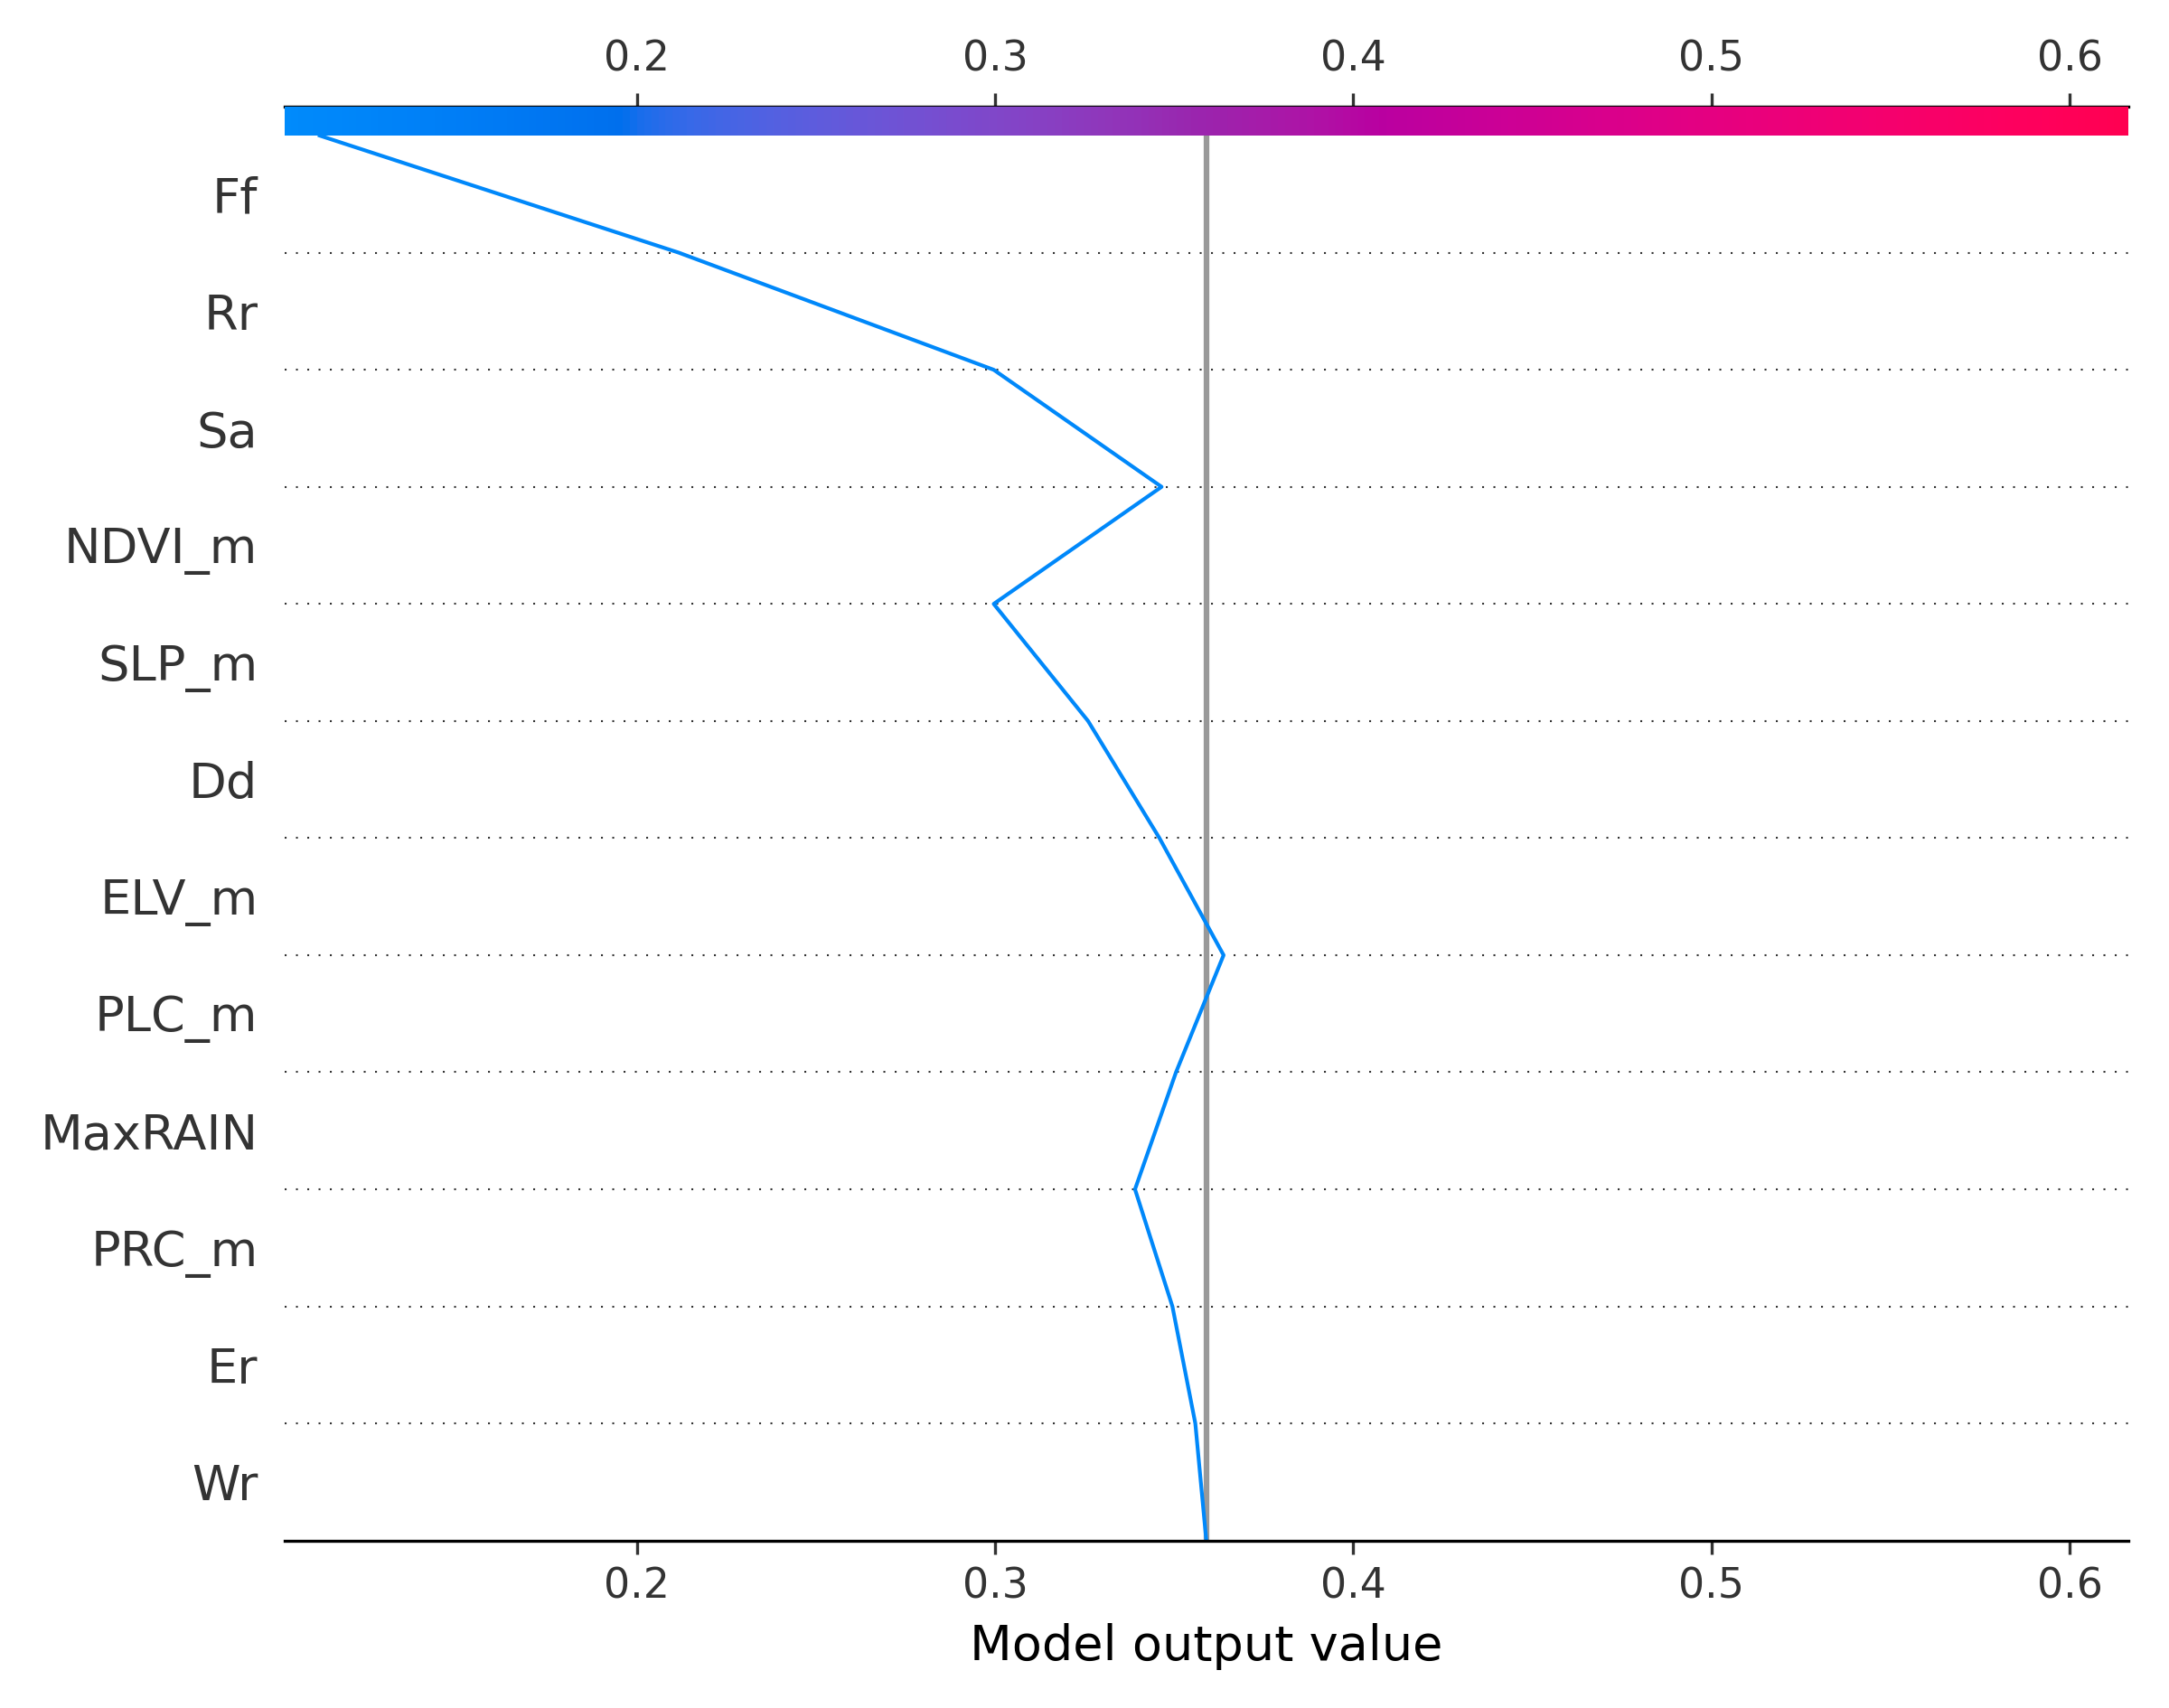 0.2 0.3 0.4 0.5 0.6
Ff
Rr
Sa
NDVI_m
SLP_m
Dd
ELV_m
PLC_m
MaxRAIN
PRC_m
Er
Wr
0.2 0.3 0.4 0.5 0.6
Model output value